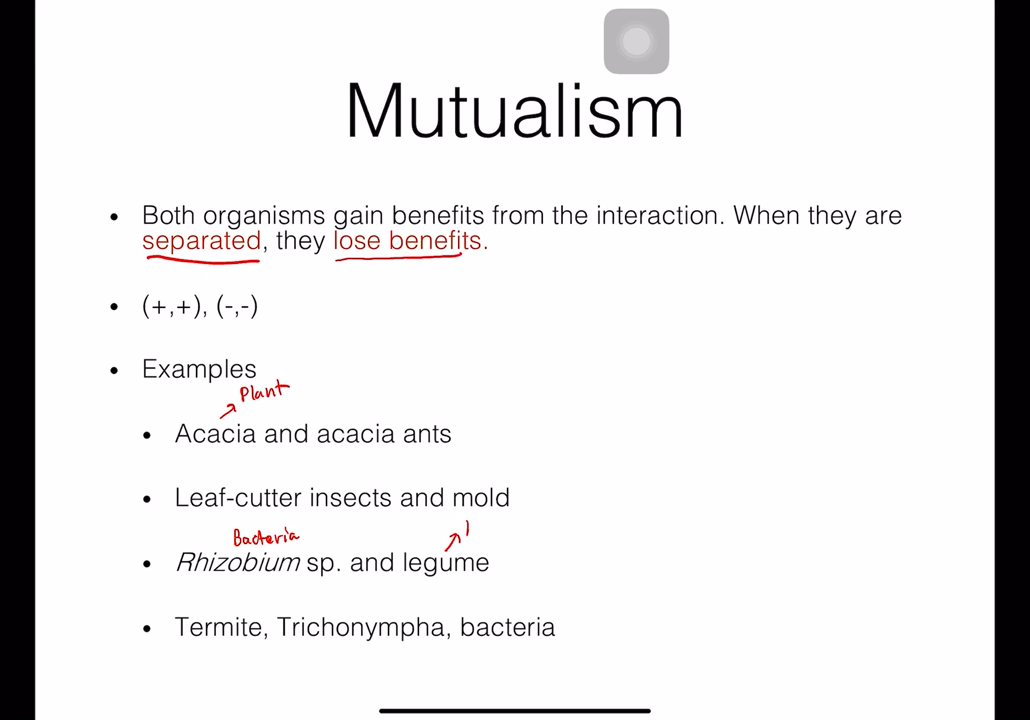 Mutualism
• Both organisms gain benefits from the interaction. When they are
separated, they lose benefits.
• (+,+), (-,-)
• Examples
Plant
• Acacia and acacia ants
• Leaf-cutter insects and mold
Bacteria
• Rhizobium sp. and legume
• Termite, Trichonympha, bacteria